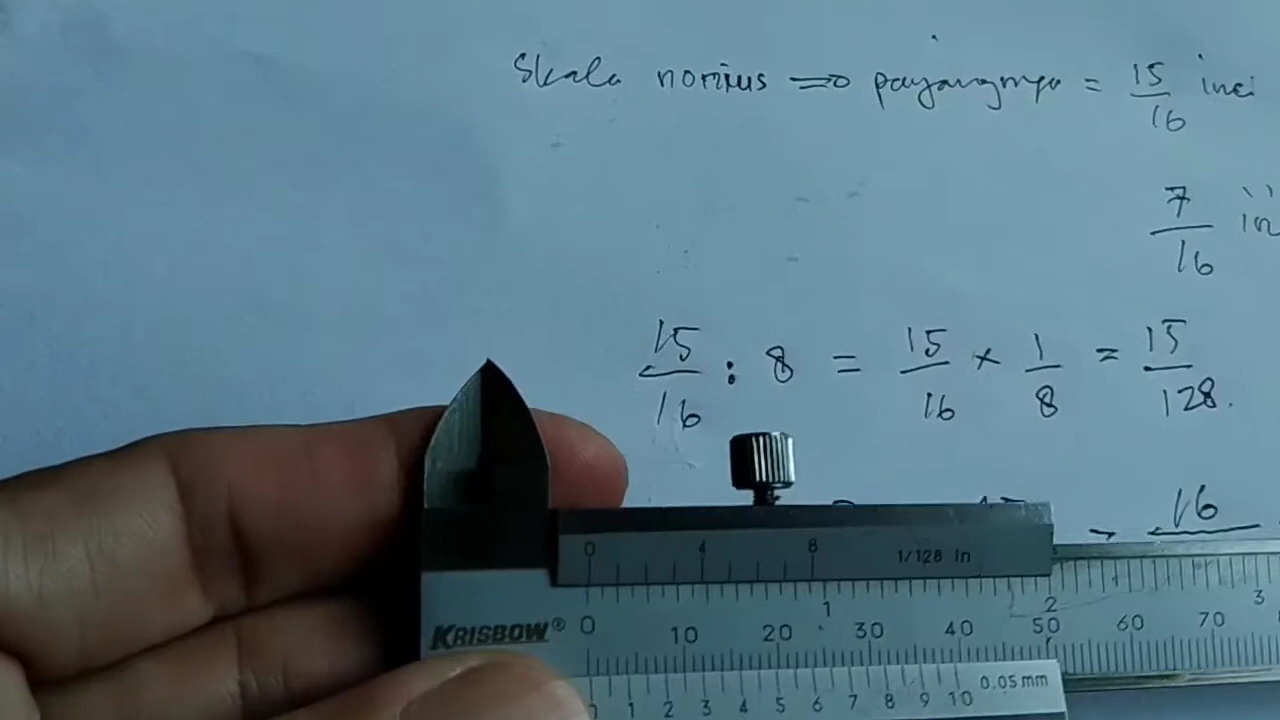 Skala nonius => panjangnya = 15/16 inci
7/16 in
15/16 : 8 = 15/16 × 1/8 = 15/128.
16
0 4 8 1/128 in
1 2 3
KRISBOW® 0 10 20 30 40 50 60 70
1 2 3 4 5 6 7 8 9 10 0.05 mm